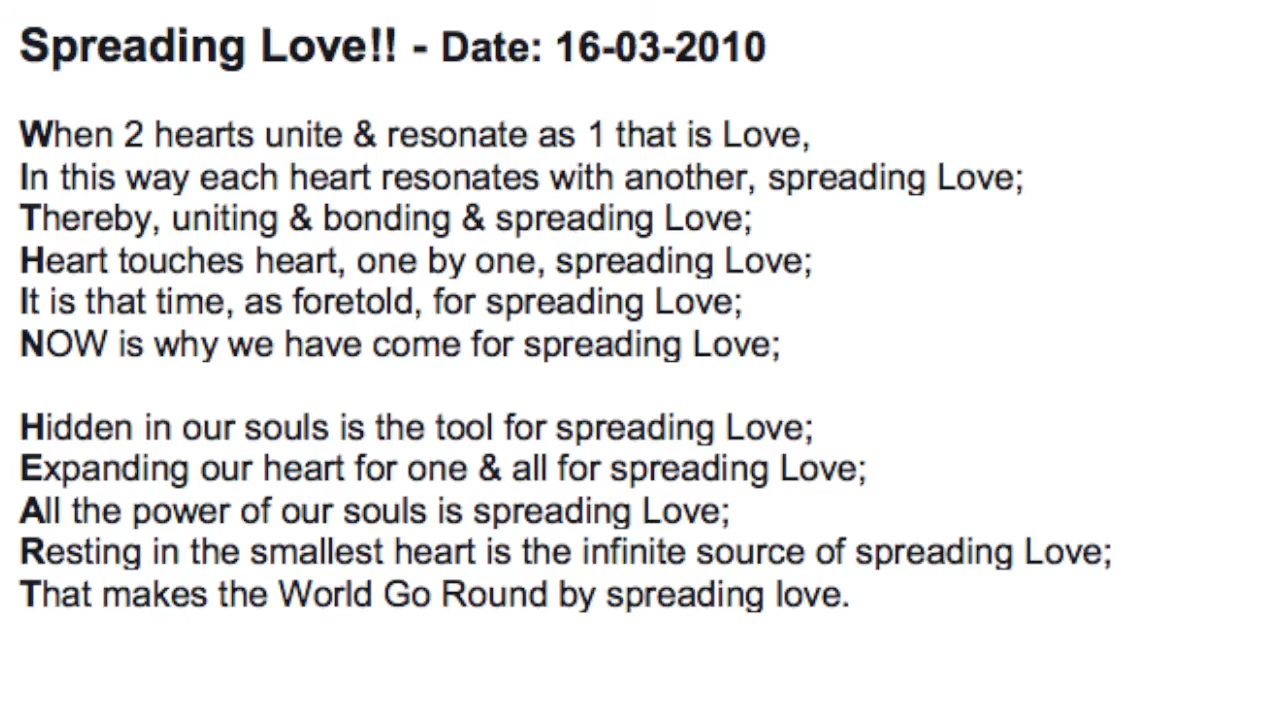 Spreading Love!! - Date: 16-03-2010
When 2 hearts unite & resonate as 1 that is Love,
In this way each heart resonates with another, spreading Love;
Thereby, uniting & bonding & spreading Love;
Heart touches heart, one by one, spreading Love;
It is that time, as foretold, for spreading Love;
NOW is why we have come for spreading Love;
Hidden in our souls is the tool for spreading Love;
Expanding our heart for one & all for spreading Love;
All the power of our souls is spreading Love;
Resting in the smallest heart is the infinite source of spreading Love;
That makes the World Go Round by spreading love.